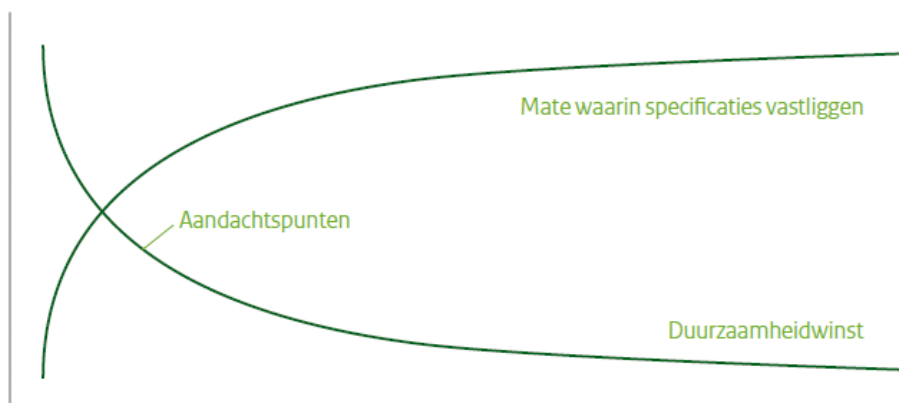 Mate waarin specificaties vastliggen
Aandachtspunten
Duurzaamheidwinst